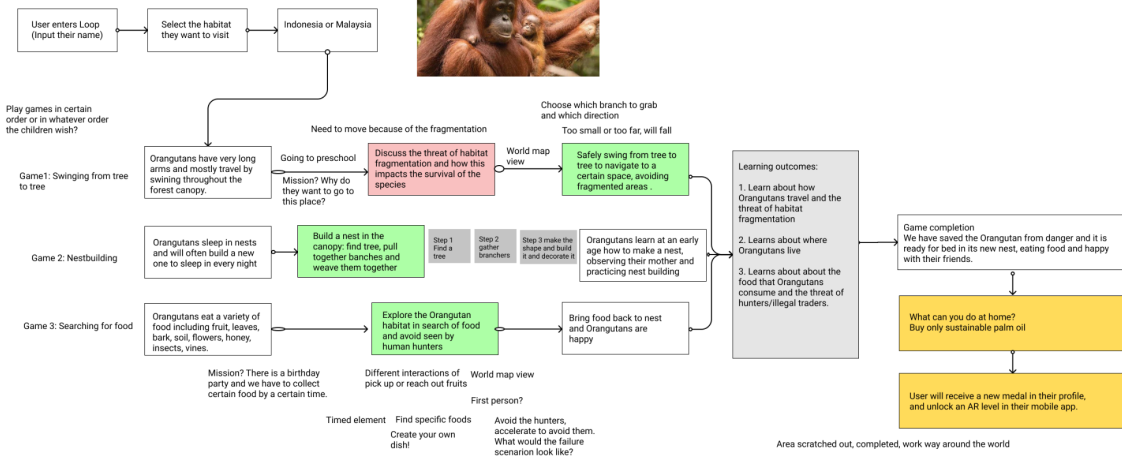 User enters Loop
(Input their name)
Select the habitat
they want to visit
Indonesia or Malaysia
Play games in certain
order or in whatever order
the children wish?
Choose which branch to grab
and which direction
Need to move because of the fragmentation
Too small or too far, will fall
Game1: Swinging from tree
to tree
Orangutans have very long
arms and mostly travel by
swining throughout the
forest canopy.
Going to preschool
Mission? Why do
they want to go to
this place?
Discuss the threat of habitat
fragmentation and how this
impacts the survival of the
species
World map
view
Safely swing from tree to
tree to navigate to a
certain space, avoiding
fragmented areas .
Game 2: Nestbuilding
Orangutans sleep in nests
and will often build a new
one to sleep in every night
Build a nest in the
canopy: find tree, pull
together banches and
weave them together
Step 1
Find a
tree
Step 2
gather
branchers
Step 3 make the
shape and build
it and decorate it
Orangutans learn at an early
age how to make a nest,
observing their mother and
practicing nest building
Game 3: Searching for food
Orangutans eat a variety of
food including fruit, leaves,
bark, soil, flowers, honey,
insects, vines.
Explore the Orangutan
habitat in search of food
and avoid seen by
human hunters
Bring food back to nest
and Orangutans are
happy
Mission? There is a birthday
party and we have to collect
certain food by a certain time.
Different interactions of
pick up or reach out fruits
World map view
First person?
Timed element
Find specific foods
Create your own
dish!
Avoid the hunters,
accelerate to avoid them.
What would the failure
scenarion look like?
Learning outcomes:
1. Learn about how
Orangutans travel and the
threat of habitat
fragmentation
2. Learns about where
Orangutans live
3. Learns about about the
food that Orangutans
consume and the threat of
hunters/illegal traders.
Game completion
We have saved the Orangutan from danger and it is
ready for bed in its new nest, eating food and happy
with their friends.
What can you do at home?
Buy only sustainable palm oil
User will receive a new medal in their profile,
and unlock an AR level in their mobile app.
Area scratched out, completed, work way around the world